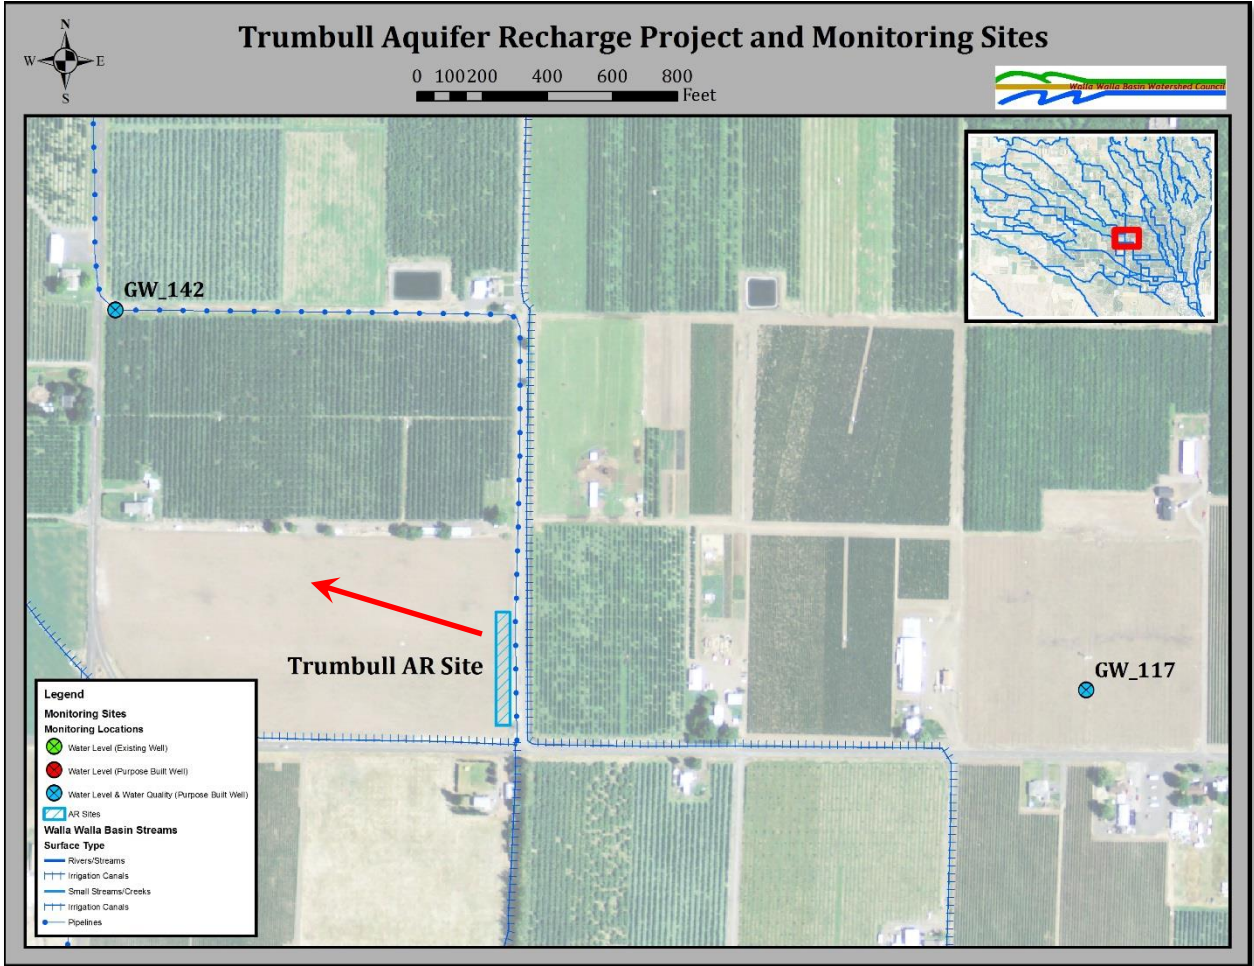 Trumbull Aquifer Recharge Project and Monitoring Sites
N
W E
S
0 100 200 400 600 800
Feet
Walla Walla Basin Watershed Council
GW_142
Trumbull AR Site
GW_117
Legend
Monitoring Sites
Monitoring Locations
Water Level (Existing Well)
Water Level (Purpose Built Well)
Water Level & Water Quality (Purpose Built Well)
AR Sites
Walla Walla Basin Streams
Surface Type
Rivers/Streams
Irrigation Canals
Small Streams/Creeks
Irrigation Canals
Pipelines